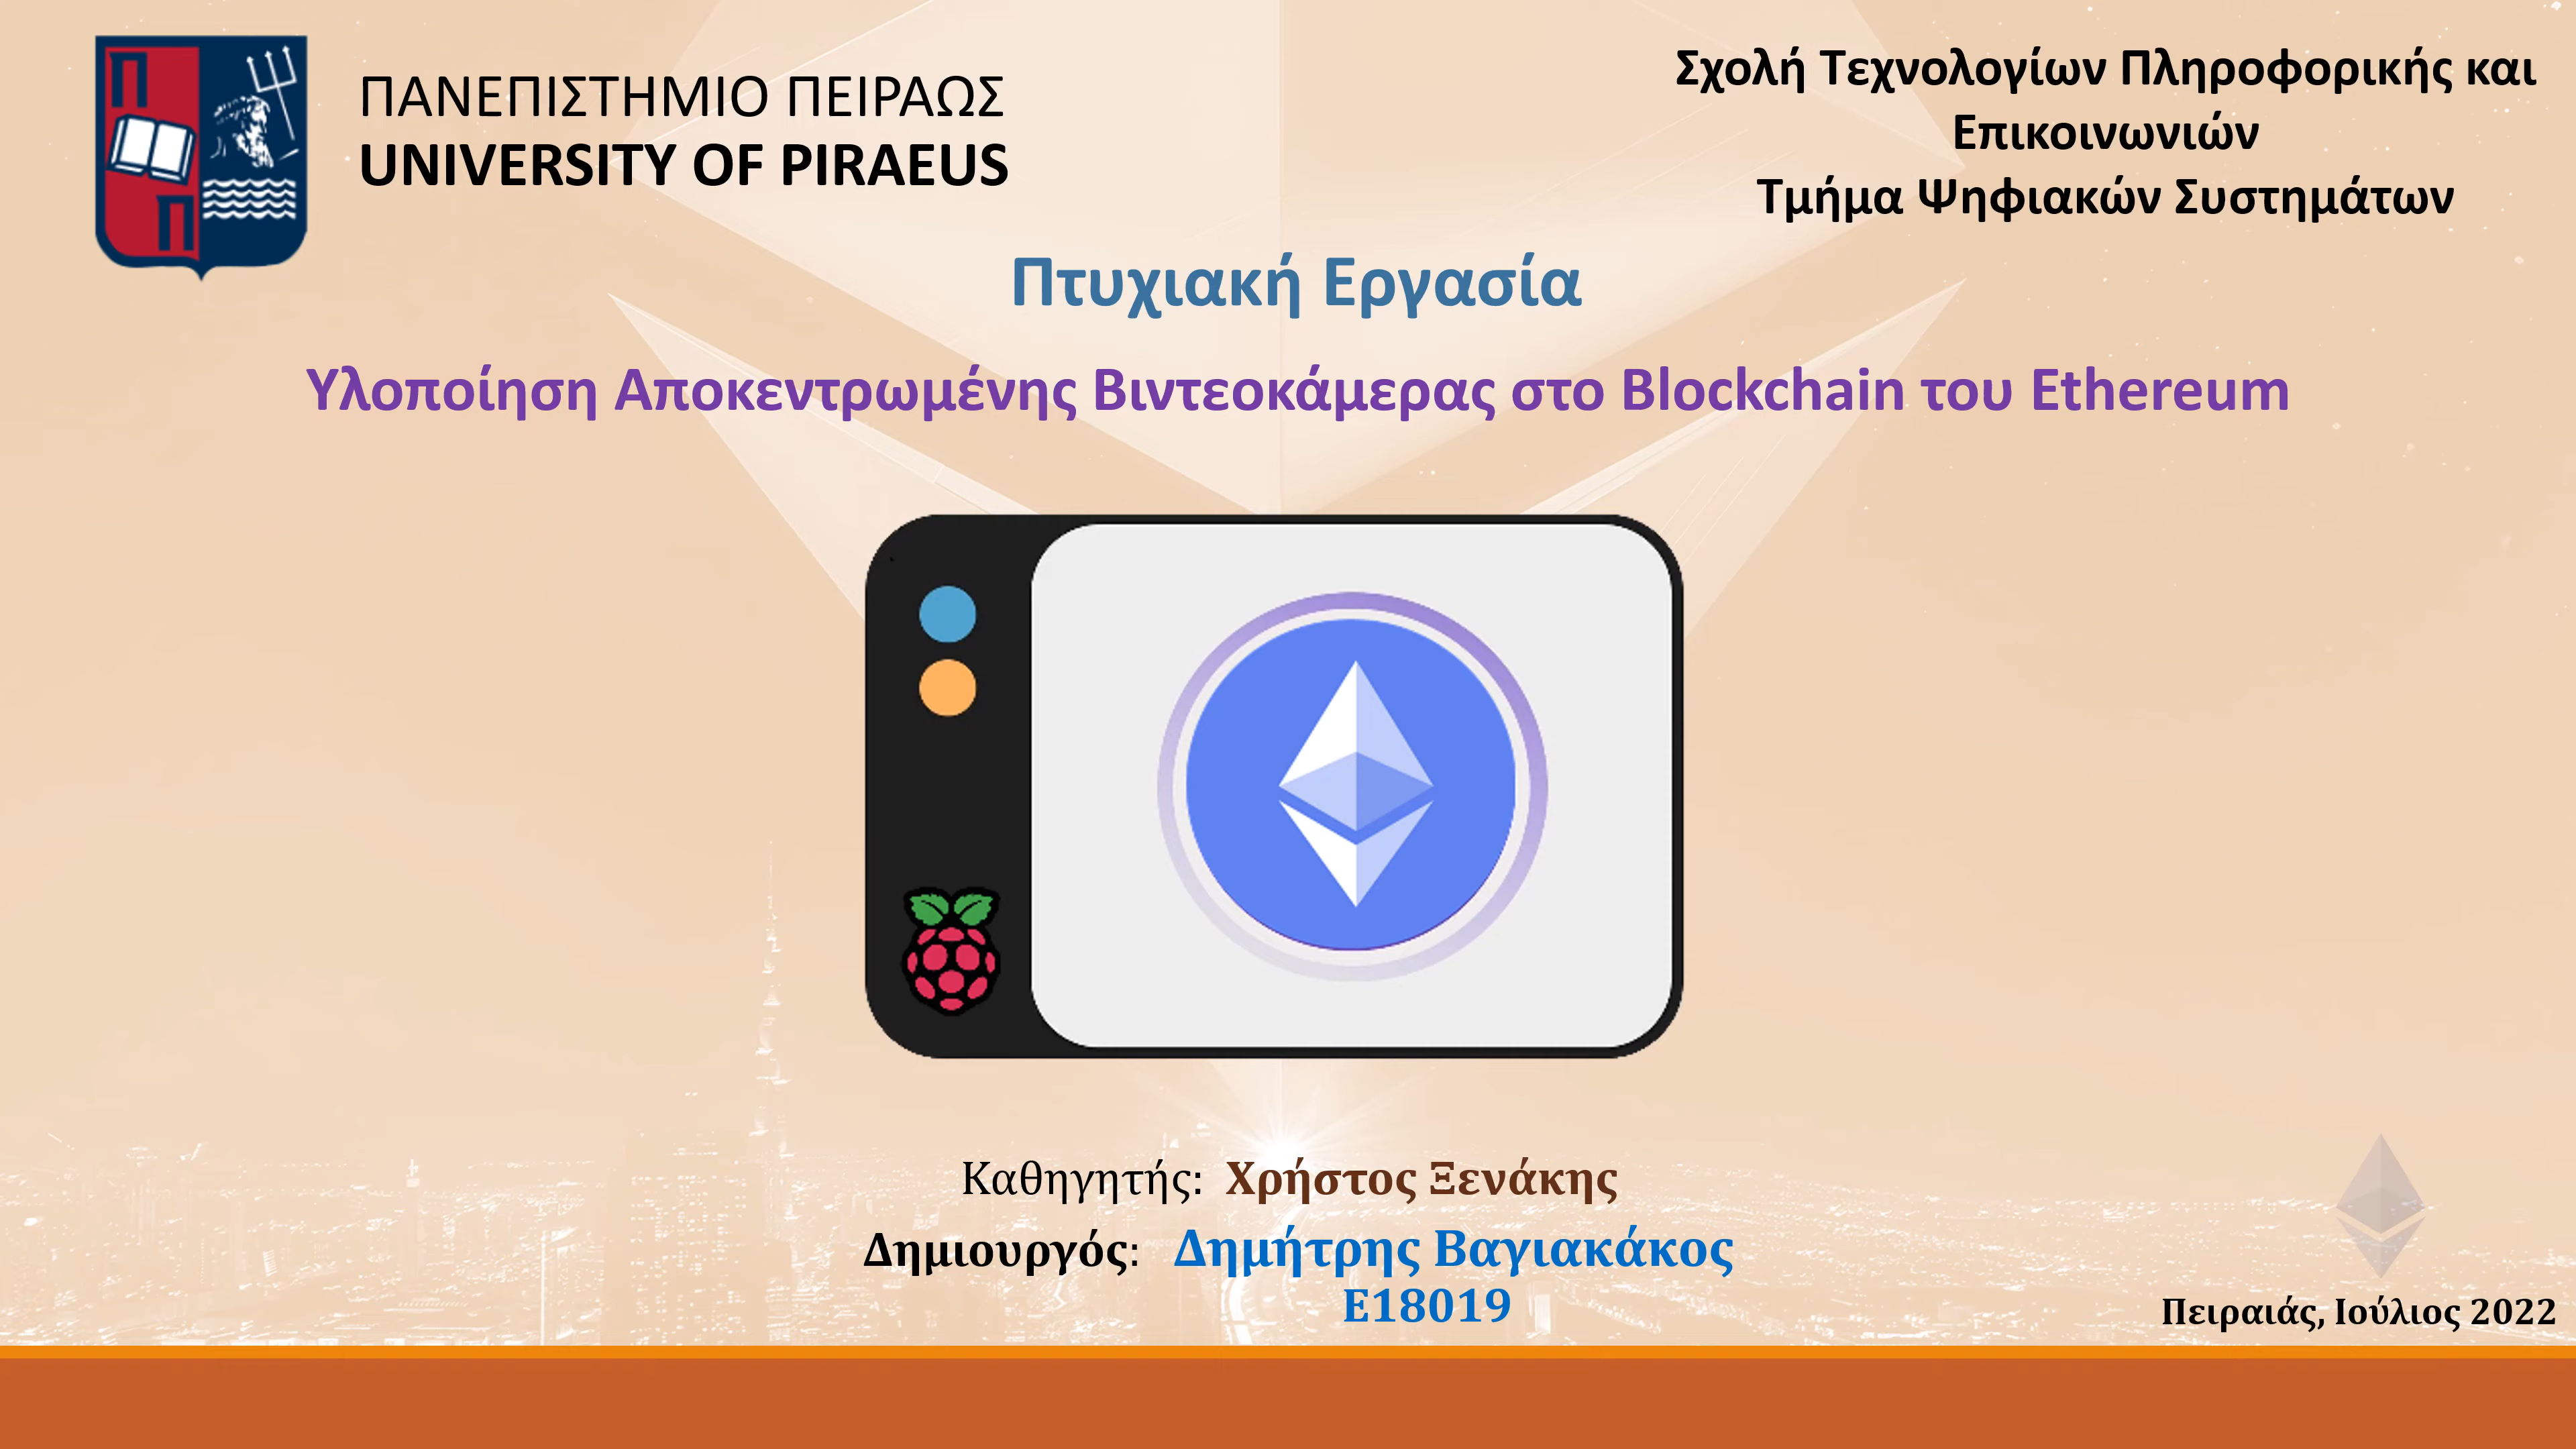 ΠΑΝΕΠΙΣΤΗΜΙΟ ΠΕΙΡΑΩΣ
UNIVERSITY OF PIRAEUS
Σχολή Τεχνολογίων Πληροφορικής και
Επικοινωνιών
Τμήμα Ψηφιακών Συστημάτων
Πτυχιακή Εργασία
Υλοποίηση Αποκεντρωμένης Βιντεοκάμερας στο Blockchain του Ethereum
Καθηγητής: Χρήστος Ξενάκης
Δημιουργός: Δημήτρης Βαγιακάκος
Ε18019
Πειραιάς, Ιούλιος 2022